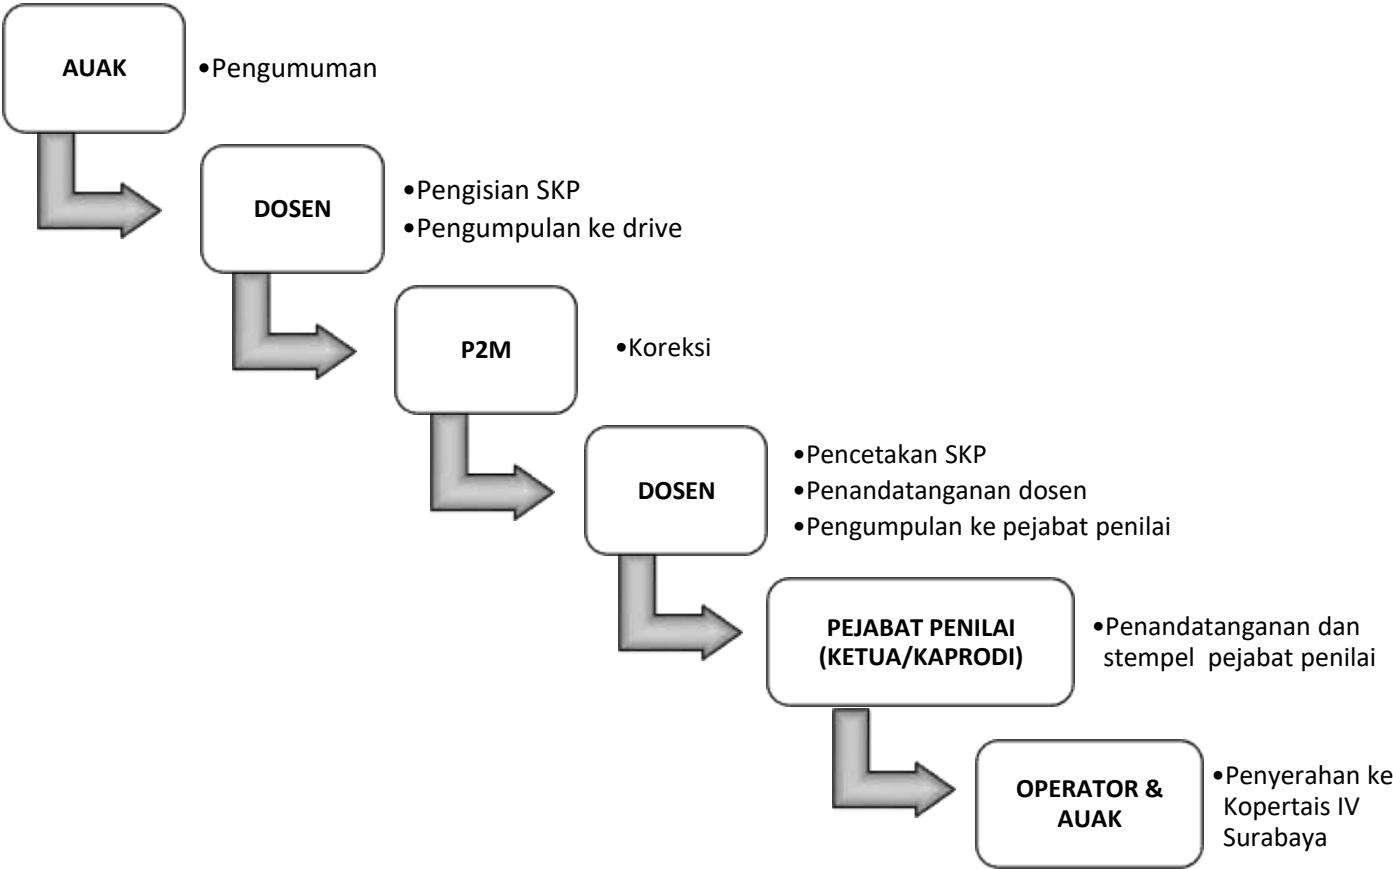 AUAK
•Pengumuman
DOSEN
•Pengisian SKP
•Pengumpulan ke drive
P2M
•Koreksi
DOSEN
•Pencetakan SKP
•Penandatanganan dosen
•Pengumpulan ke pejabat penilai
PEJABAT PENILAI
(KETUA/KAPRODI)
•Penandatanganan dan
stempel  pejabat penilai
OPERATOR &
AUAK
•Penyerahan ke
Kopertais IV
Surabaya